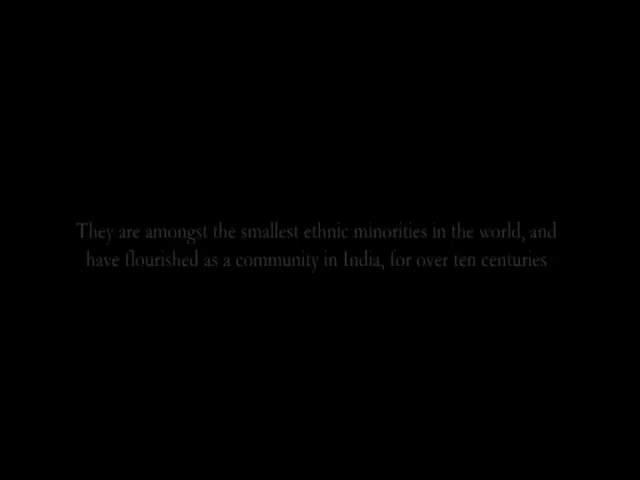 They are amongst the smallest ethnic minorities in the world, and
have flourished as a community in India, for over ten centuries